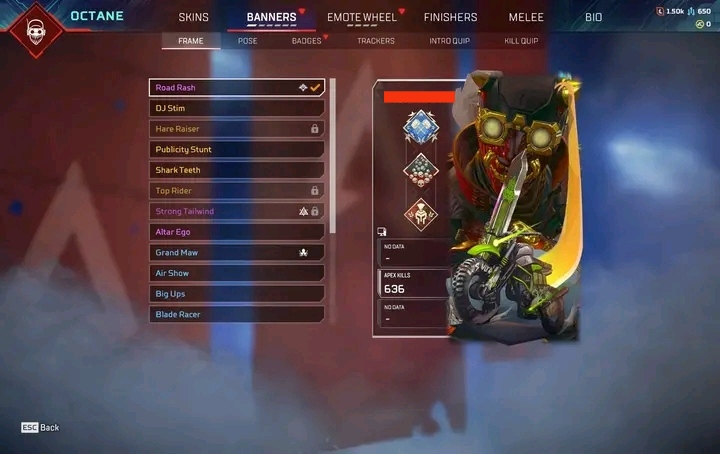 OCTANE
SKINS
BANNERS
EMOTE WHEEL
FINISHERS
MELEE
BIO
1.50k
650
0
FRAME
POSE
BADGES
TRACKERS
INTRO QUIP
KILL QUIP
Road Rash
DJ Stim
Hare Raiser
Publicity Stunt
Shark Teeth
Top Rider
Strong Tailwind
Altar Ego
Grand Maw
Air Show
Big Ups
Blade Racer
NO DATA
-
APEX KILLS
636
NO DATA
-
ESC Back